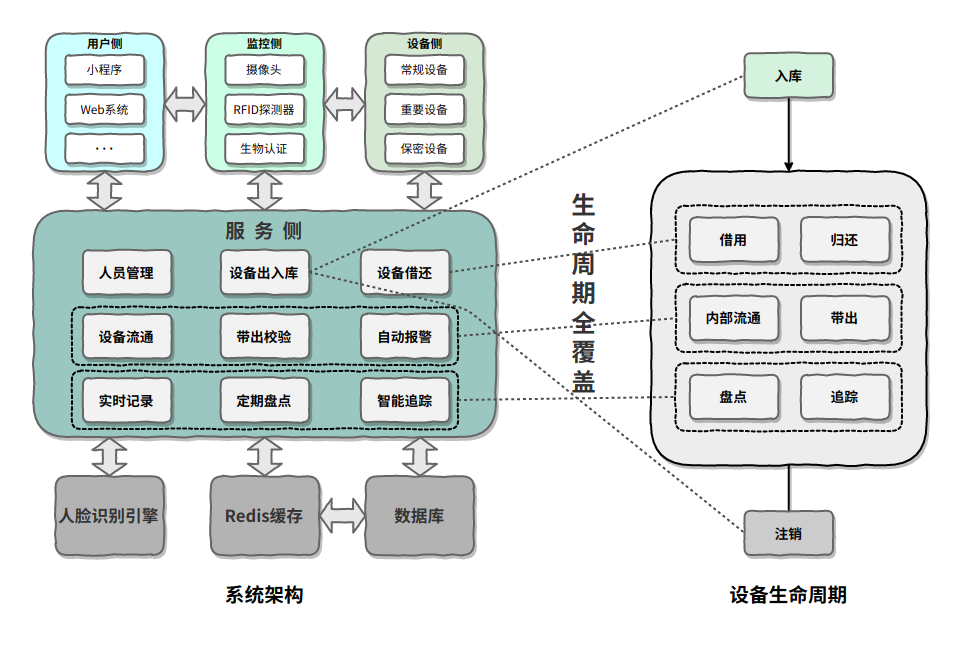 用户侧
小程序
Web系统
···
监控侧
摄像头
RFID探测器
生物认证
设备侧
常规设备
重要设备
保密设备
服务侧
人员管理
设备出入库
设备借还
设备流通
带出校验
自动报警
实时记录
定期盘点
智能追踪
人脸识别引擎
Redis缓存
数据库
系统架构
生命周期全覆盖
入库
借用
归还
内部流通
带出
盘点
追踪
注销
设备生命周期